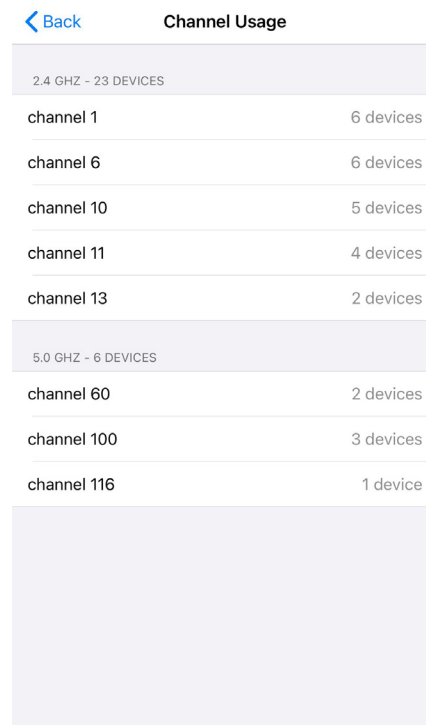 Back Channel Usage
2.4 GHZ - 23 DEVICES
channel 1 6 devices
channel 6 6 devices
channel 10 5 devices
channel 11 4 devices
channel 13 2 devices
5.0 GHZ - 6 DEVICES
channel 60 2 devices
channel 100 3 devices
channel 116 1 device